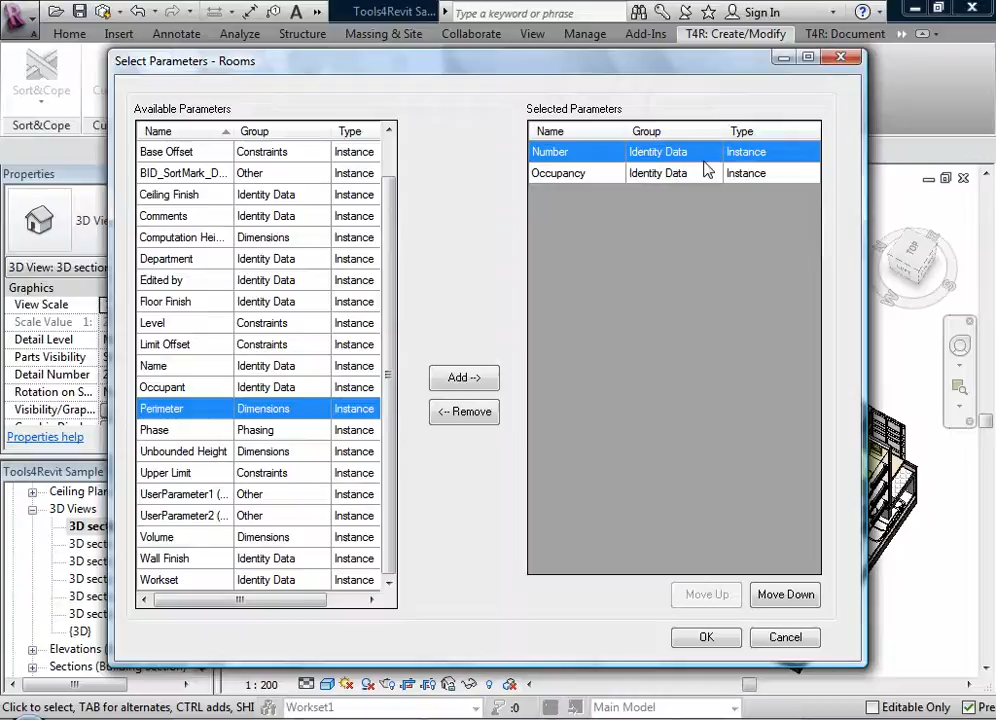 Tools4Revit Sa...
Type a keyword or phrase
Sign In
Home
Insert
Annotate
Analyze
Structure
Massing & Site
Collaborate
View
Manage
Add-Ins
T4R: Create/Modify
T4R: Document
Sort&Cope
Sort&Cope
Select Parameters - Rooms
Available Parameters
Name Group Type
Base Offset Constraints Instance
BID_SortMark_D... Other Instance
Ceiling Finish Identity Data Instance
Comments Identity Data Instance
Computation Hei... Dimensions Instance
Department Identity Data Instance
Edited by Identity Data Instance
Floor Finish Identity Data Instance
Level Constraints Instance
Limit Offset Constraints Instance
Name Identity Data Instance
Occupant Identity Data Instance
Perimeter Dimensions Instance
Phase Phasing Instance
Unbounded Height Dimensions Instance
Upper Limit Constraints Instance
UserParameter1 (... Other Instance
UserParameter2 (... Other Instance
Volume Dimensions Instance
Wall Finish Identity Data Instance
Workset Identity Data Instance
Add -->
<-- Remove
Selected Parameters
Name Group Type
Number Identity Data Instance
Occupancy Identity Data Instance
Move Up
Move Down
OK
Cancel
Properties
3D Vi
3D View: 3D section
Graphics
View Scale
Scale Value 1:
Detail Level
Parts Visibility
Detail Number
Rotation on S...
Visibility/Grap...
Properties help
Tools4Revit Sample
Ceiling Plan
3D Views
3D sect
3D sect
3D sect
3D sect
3D sect
3D sect
{3D}
Elevations (
Sections (Building Section)
TOP
1 : 200
Click to select, TAB for alternates, CTRL adds, SHI
Workset1
:0
Main Model
Editable Only
Pre